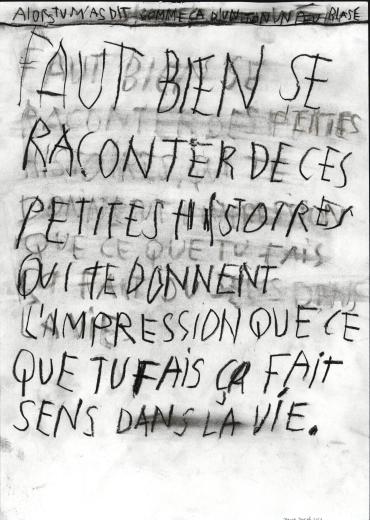 ALORS TU M'AS DIT COMME ÇA D'UN TON UN PEU BLASÉ
FAUT BIEN SE
RACONTER DE CES
PETITES HISTOIRES
QUI TE DONNENT
L'AMPRESSION QUE CE
QUE TU FAIS ÇA FAIT
SENS DANS LA VIE.